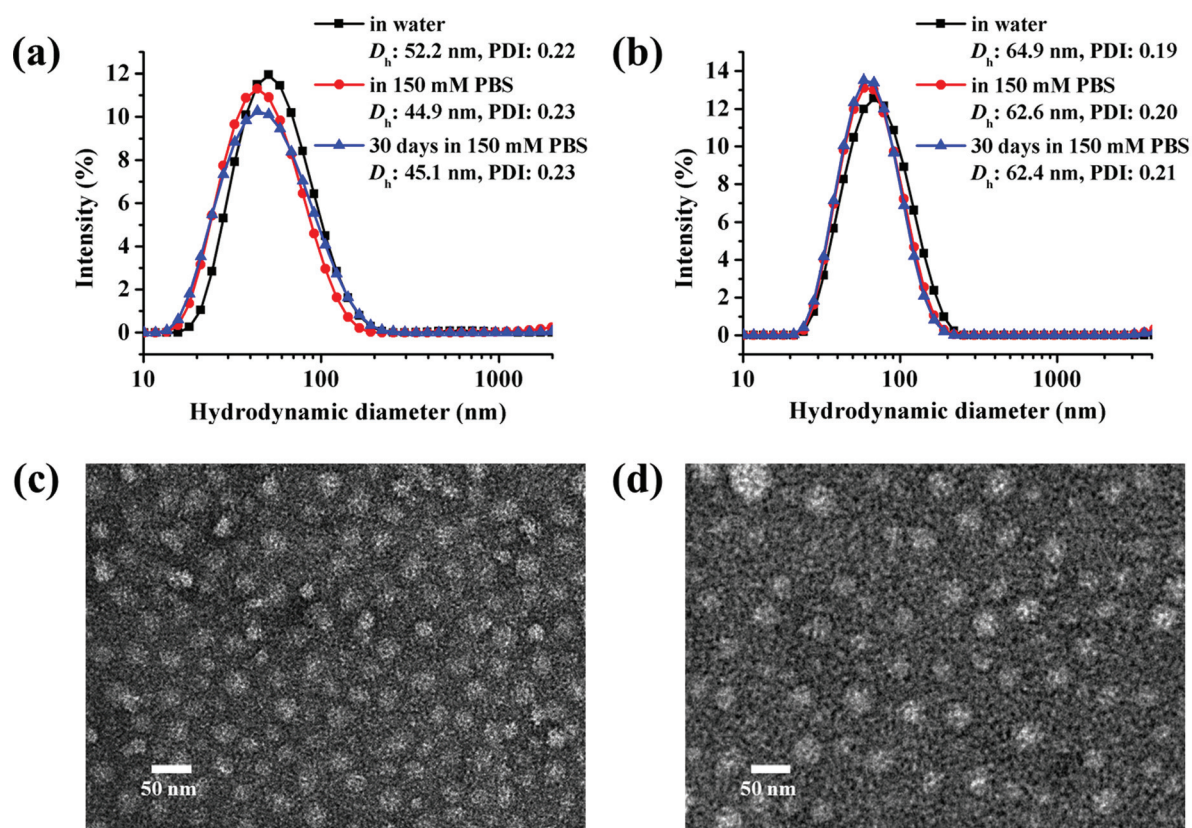 (a)
in water
Dh: 52.2 nm, PDI: 0.22
in 150 mM PBS
Dh: 44.9 nm, PDI: 0.23
30 days in 150 mM PBS
Dh: 45.1 nm, PDI: 0.23
12
10
8
6
4
2
0
Intensity (%)
10
100
1000
Hydrodynamic diameter (nm)
(b)
in water
Dh: 64.9 nm, PDI: 0.19
in 150 mM PBS
Dh: 62.6 nm, PDI: 0.20
30 days in 150 mM PBS
Dh: 62.4 nm, PDI: 0.21
14
12
10
8
6
4
2
0
Intensity (%)
10
100
1000
Hydrodynamic diameter (nm)
(c)
50 nm
(d)
50 nm